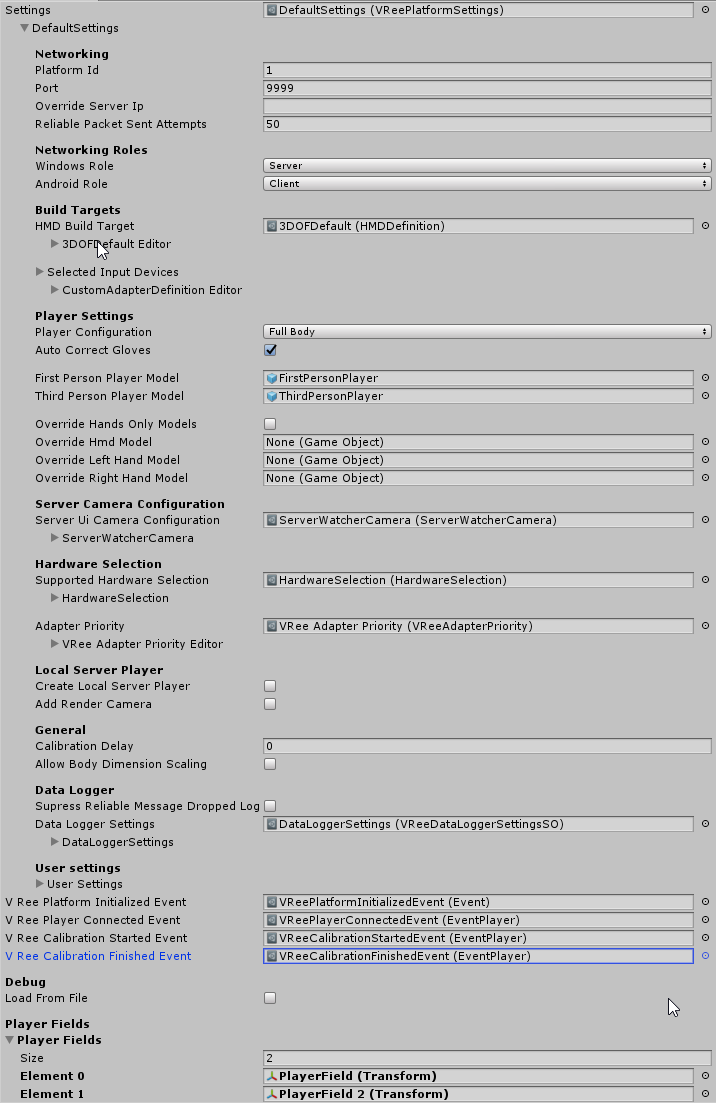 Settings DefaultSettings (VReePlatformSettings)
DefaultSettings
Networking
Platform Id 1
Port 9999
Override Server Ip
Reliable Packet Sent Attempts 50
Networking Roles
Windows Role Server
Android Role Client
Build Targets
HMD Build Target 3DOFDefault (HMDDefinition)
3DOFDefault Editor
Selected Input Devices
CustomAdapterDefinition Editor
Player Settings
Player Configuration Full Body
Auto Correct Gloves
First Person Player Model FirstPersonPlayer
Third Person Player Model ThirdPersonPlayer
Override Hands Only Models
Override Hmd Model None (Game Object)
Override Left Hand Model None (Game Object)
Override Right Hand Model None (Game Object)
Server Camera Configuration
Server Ui Camera Configuration ServerWatcherCamera (ServerWatcherCamera)
ServerWatcherCamera
Hardware Selection
Supported Hardware Selection HardwareSelection (HardwareSelection)
HardwareSelection
Adapter Priority VRee Adapter Priority (VReeAdapterPriority)
VRee Adapter Priority Editor
Local Server Player
Create Local Server Player
Add Render Camera
General
Calibration Delay 0
Allow Body Dimension Scaling
Data Logger
Supress Reliable Message Dropped Log
Data Logger Settings DataLoggerSettings (VReeDataLoggerSettingsSO)
DataLoggerSettings
User settings
User Settings
V Ree Platform Initialized Event VReePlatformInitializedEvent (Event)
V Ree Player Connected Event VReePlayerConnectedEvent (EventPlayer)
V Ree Calibration Started Event VReeCalibrationStartedEvent (EventPlayer)
V Ree Calibration Finished Event VReeCalibrationFinishedEvent (EventPlayer)
Debug
Load From File
Player Fields
Player Fields
Size 2
Element 0 PlayerField (Transform)
Element 1 PlayerField 2 (Transform)